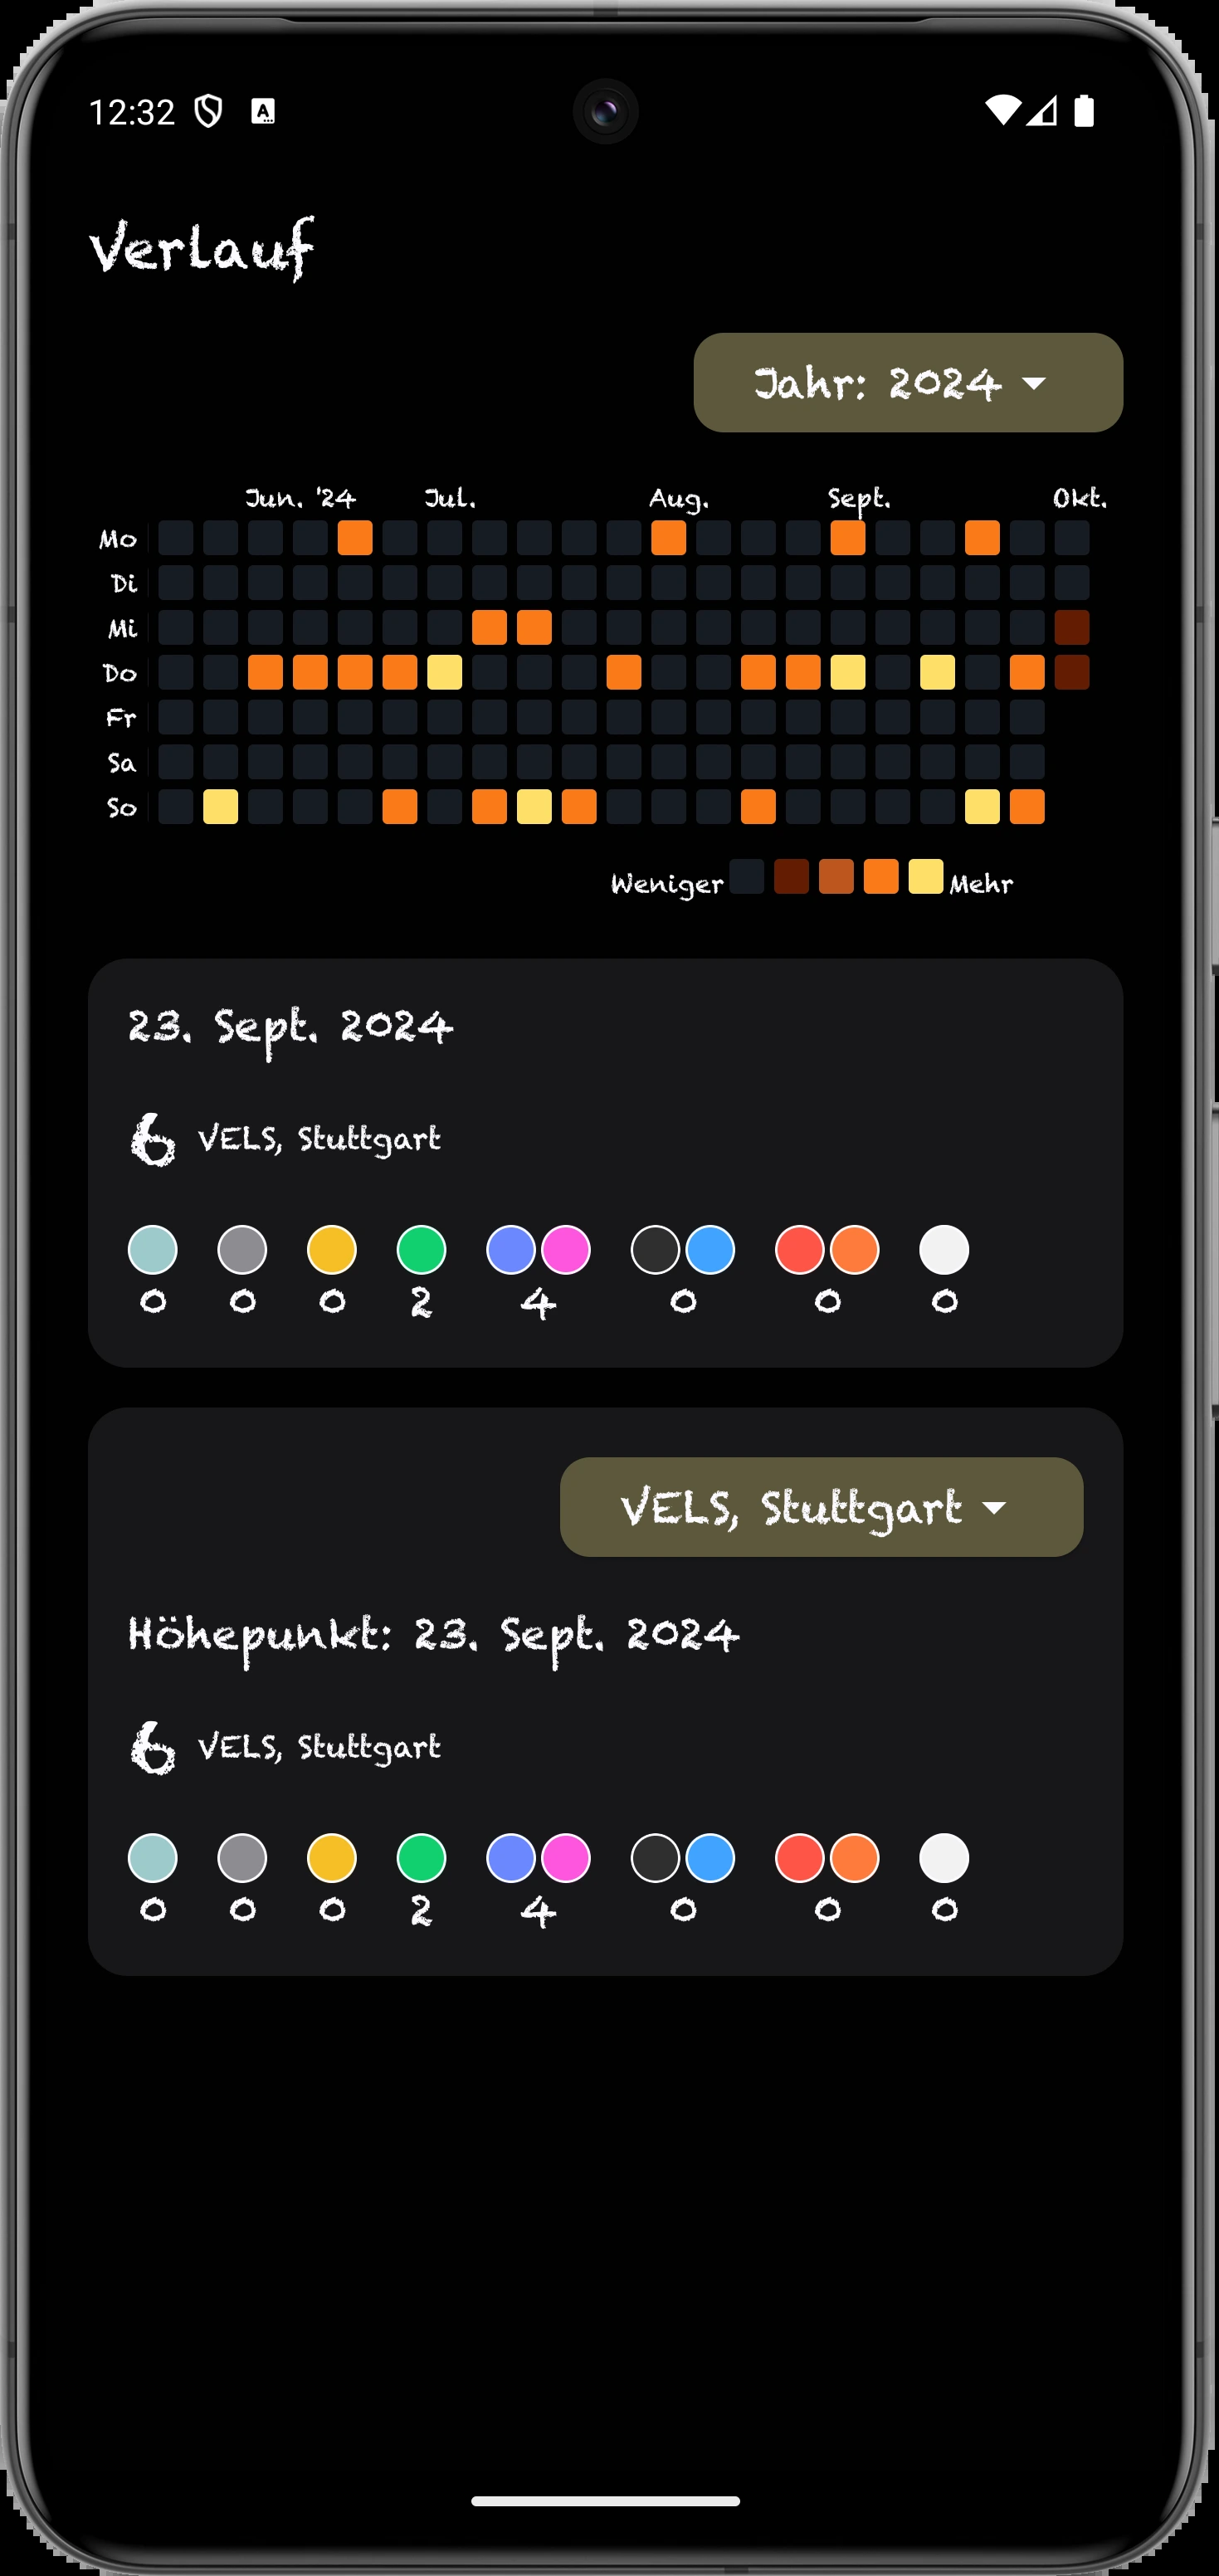 12:32
Verlauf
Jahr: 2024
Jun. '24 Jul. Aug. Sept. Okt.
Mo
Di
Mi
Do
Fr
Sa
So
Weniger Mehr
23. Sept. 2024
6 VELS, Stuttgart
0 0 0 2 4 0 0 0
VELS, Stuttgart
Höhepunkt: 23. Sept. 2024
6 VELS, Stuttgart
0 0 0 2 4 0 0 0